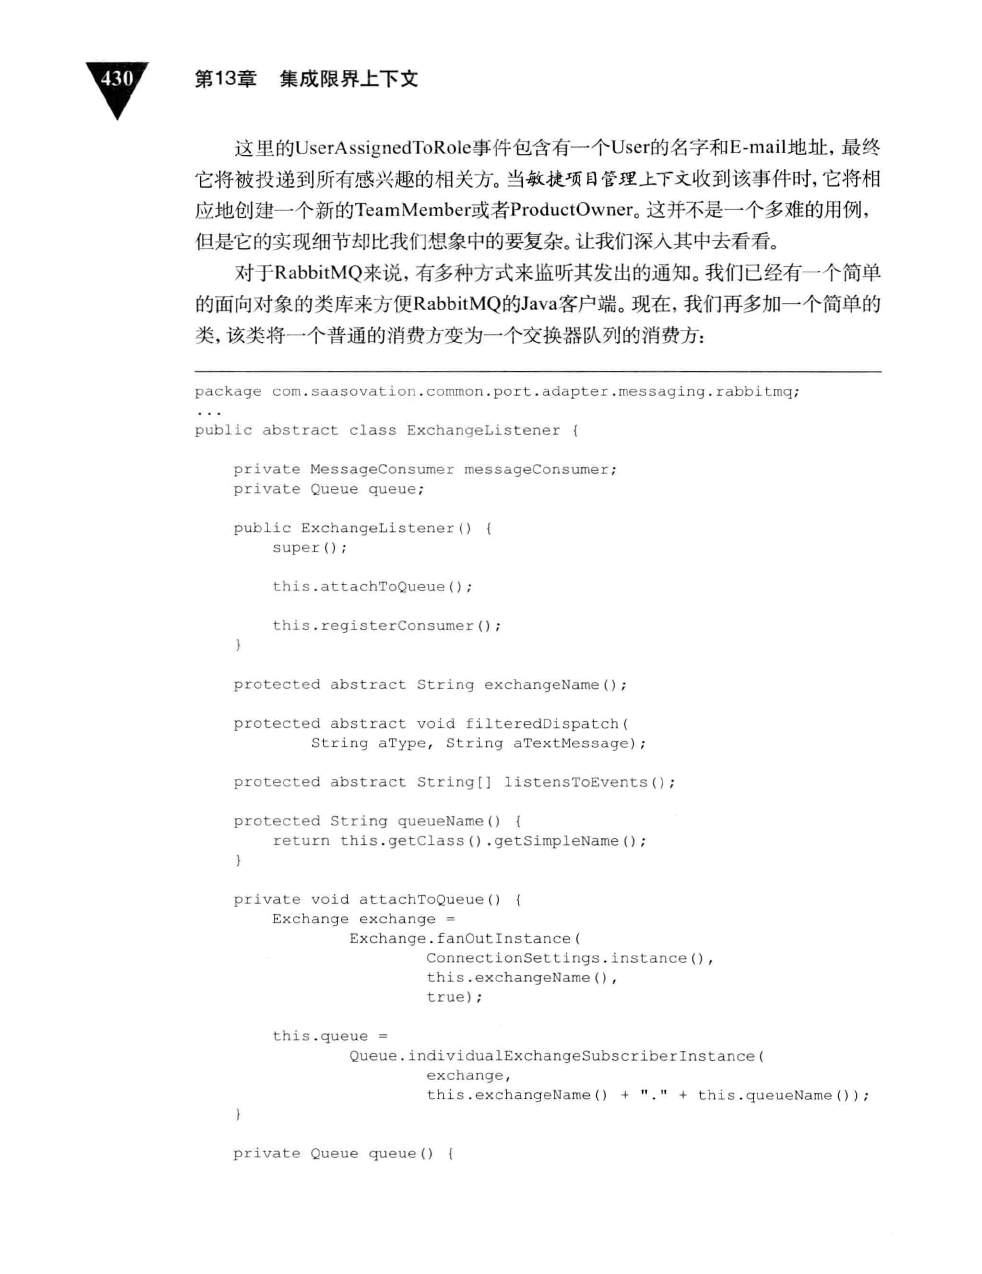 430
第13章 集成限界上下文
这里的UserAssignedToRole事件包含有一个User的名字和E-mail地址，最终
它将被投递到所有感兴趣的相关方。当敏捷项目管理上下文收到该事件时，它将相
应地创建一个新的TeamMember或者ProductOwner。这并不是一个多难的用例，
但是它的实现细节却比我们想象中的要复杂。让我们深入其中去看看。
对于RabbitMQ来说，有多种方式来监听其发出的通知。我们已经有一个简单
的面向对象的类库来方便RabbitMQ的Java客户端。现在，我们再多加一个简单的
类，该类将一个普通的消费方变为一个交换器队列的消费方：
package com.saasovation.common.port.adapter.messaging.rabbitmq;
...
public abstract class ExchangeListener {
    private MessageConsumer messageConsumer;
    private Queue queue;
    public ExchangeListener() {
        super();
        this.attachToQueue();
        this.registerConsumer();
    }
    protected abstract String exchangeName();
    protected abstract void filteredDispatch(
            String aType, String aTextMessage);
    protected abstract String[] listensToEvents();
    protected String queueName() {
        return this.getClass().getSimpleName();
    }
    private void attachToQueue() {
        Exchange exchange =
                Exchange.fanOutInstance(
                        ConnectionSettings.instance(),
                        this.exchangeName(),
                        true);
        this.queue =
                Queue.individualExchangeSubscriberInstance(
                        exchange,
                        this.exchangeName() + "." + this.queueName());
    }
    private Queue queue() {